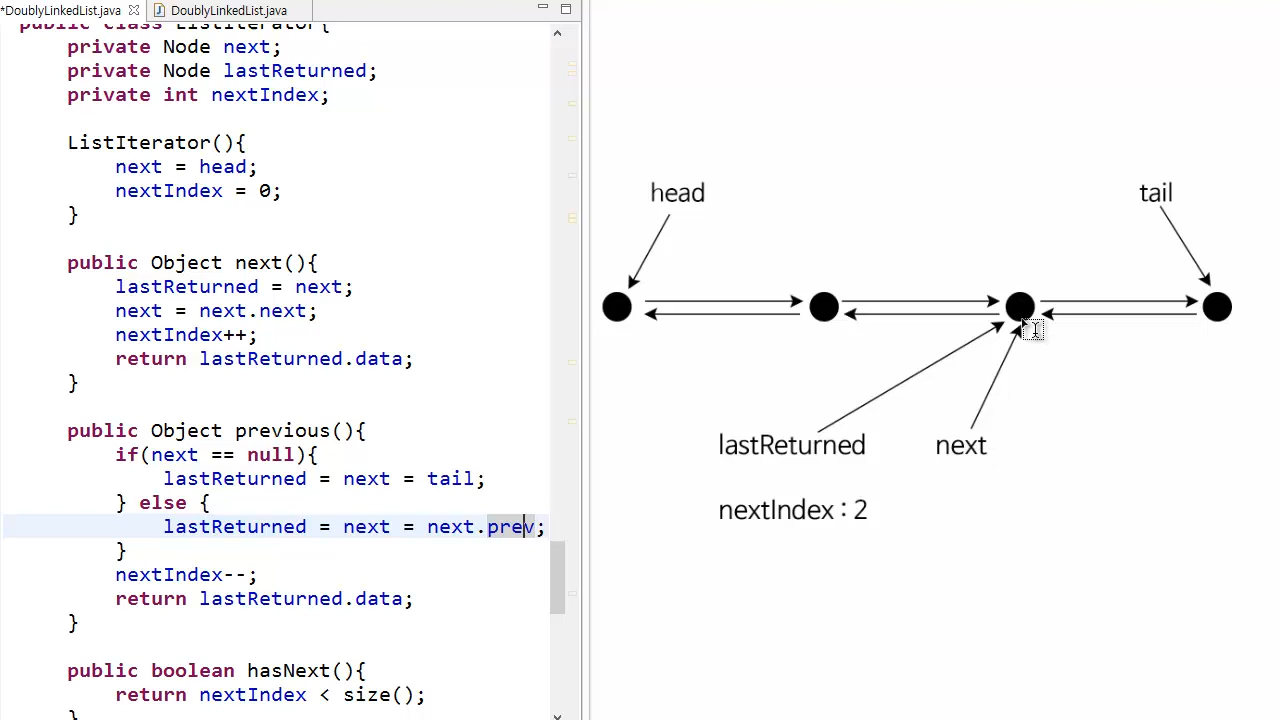 *DoublyLinkedList.java
DoublyLinkedList.java
public class ListIterator{
private Node next;
private Node lastReturned;
private int nextIndex;
ListIterator(){
next = head;
nextIndex = 0;
}
public Object next(){
lastReturned = next;
next = next.next;
nextIndex++;
return lastReturned.data;
}
public Object previous(){
if(next == null){
lastReturned = next = tail;
} else {
lastReturned = next = next.prev;
}
nextIndex--;
return lastReturned.data;
}
public boolean hasNext(){
return nextIndex < size();
}
head
tail
lastReturned
next
nextIndex : 2